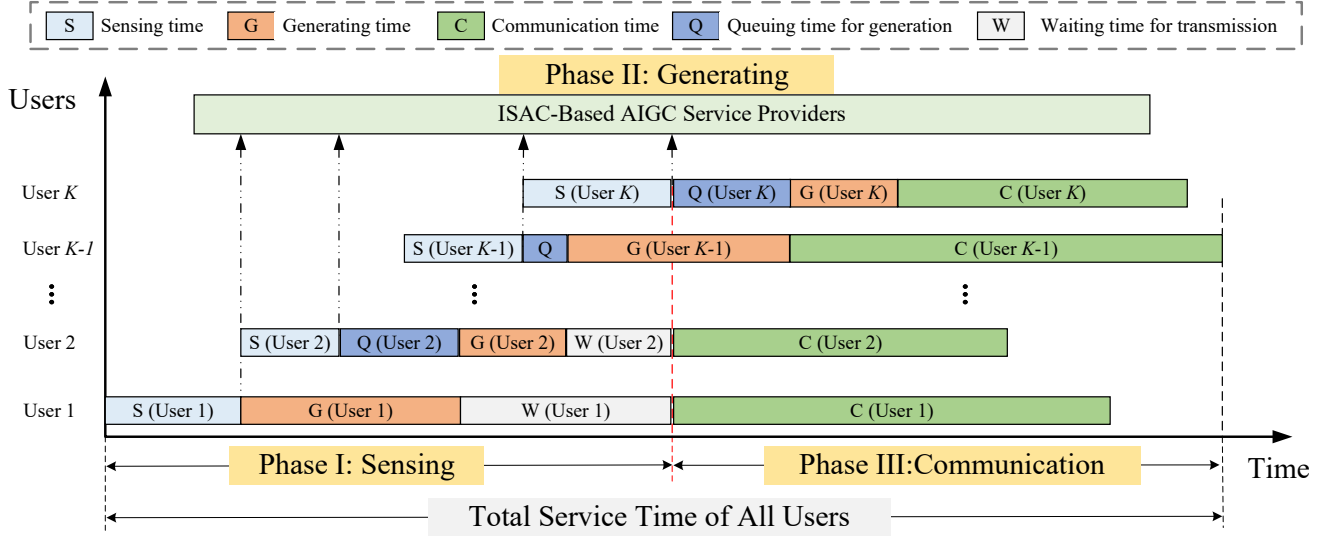 S Sensing time G Generating time C Communication time Q Queuing time for generation W Waiting time for transmission
Phase II: Generating
Users
ISAC-Based AIGC Service Providers
User K S (User K) Q (User K) G (User K) C (User K)
User K-1 S (User K-1) Q G (User K-1) C (User K-1)
User 2 S (User 2) Q (User 2) G (User 2) W (User 2) C (User 2)
User 1 S (User 1) G (User 1) W (User 1) C (User 1)
Phase I: Sensing Phase III:Communication Time
Total Service Time of All Users